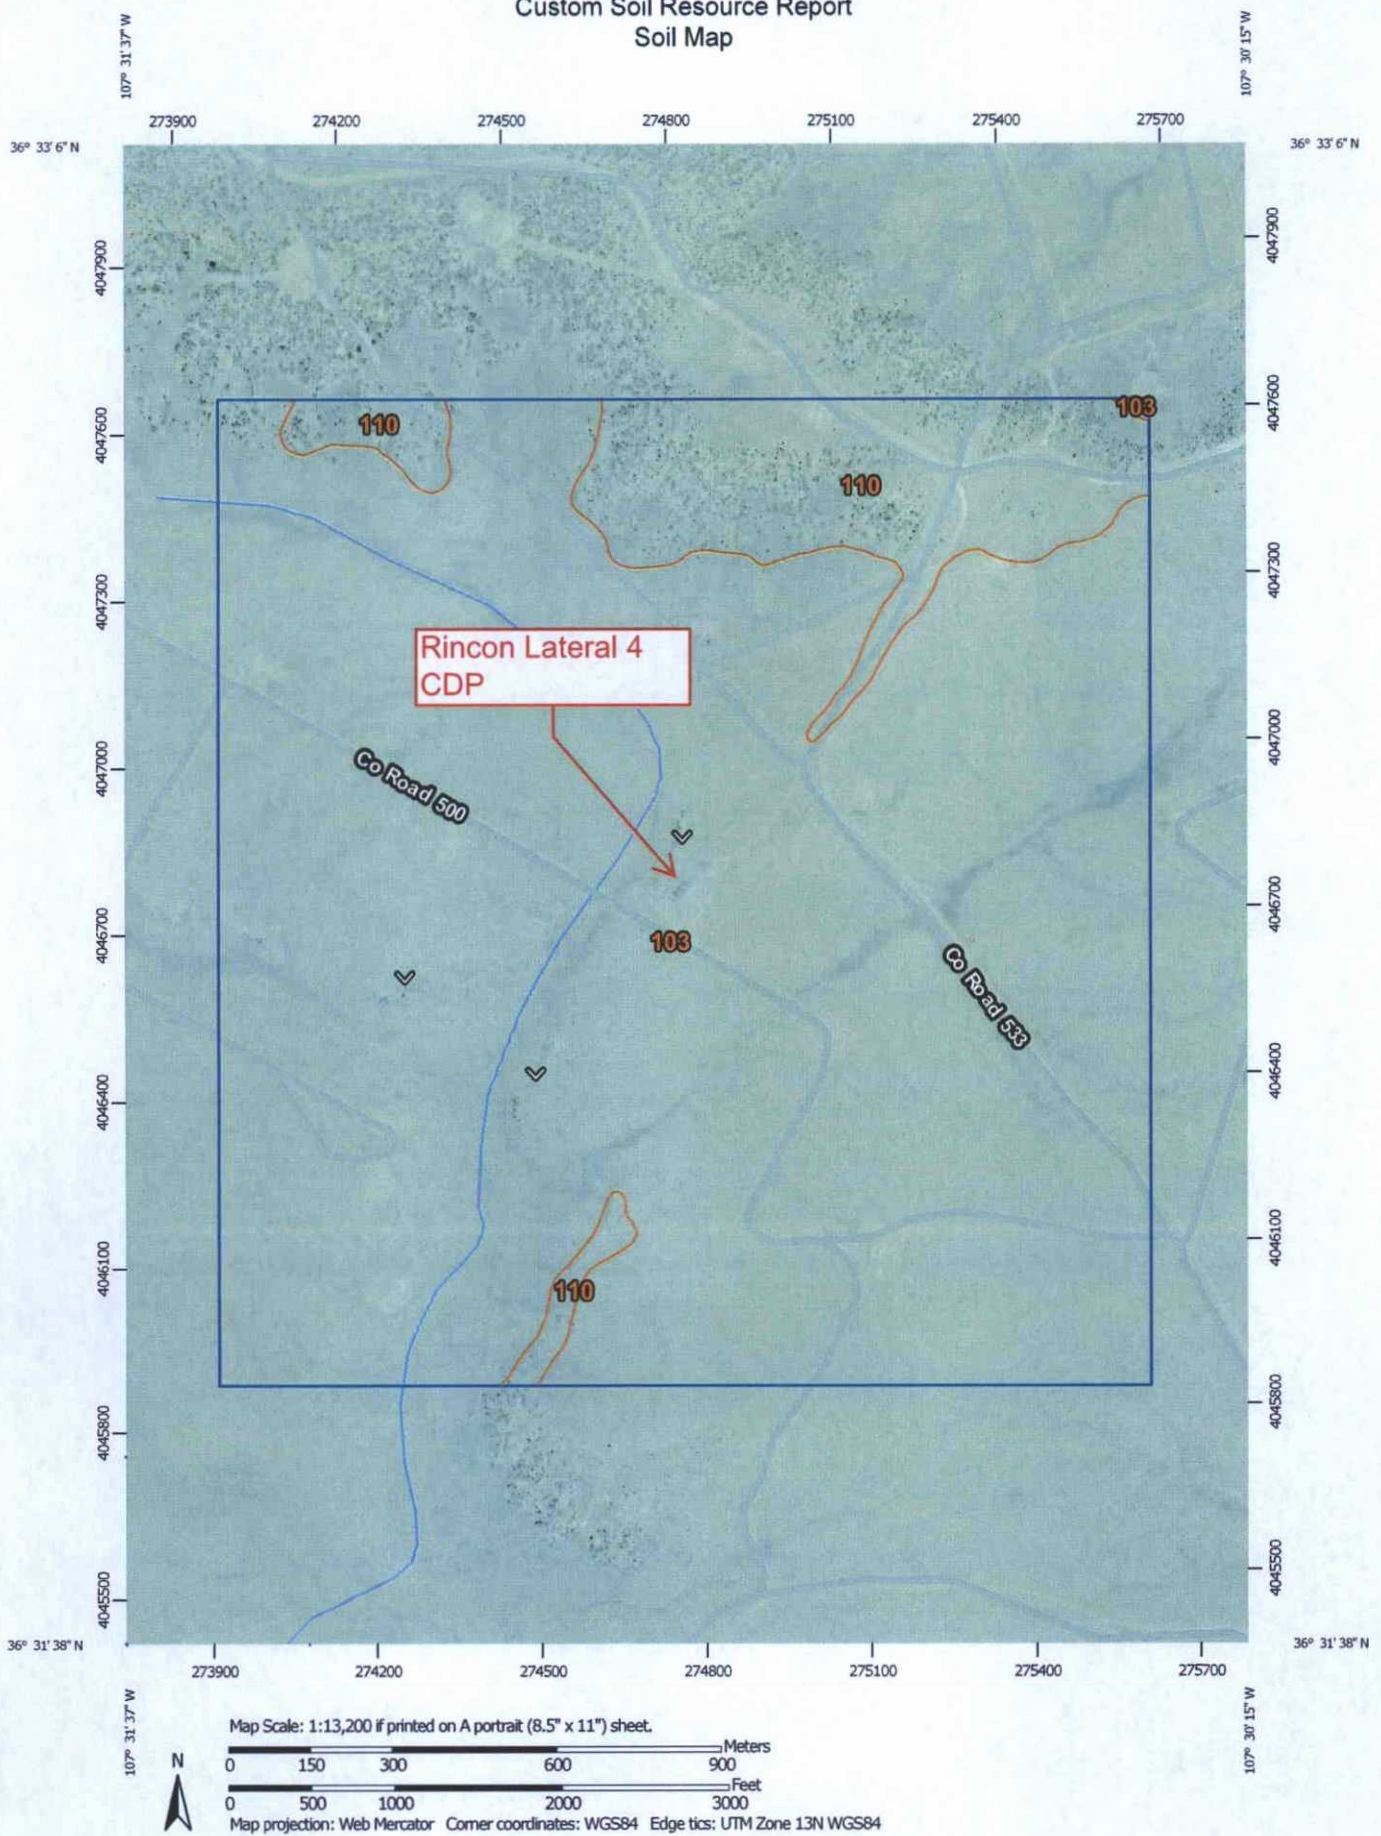 Custom Soil Resource Report
Soil Map
107° 31' 37" W
107° 30' 15" W
273900 274200 274500 274800 275100 275400 275700
36° 33' 6" N
36° 33' 6" N
4047900
4047900
4047600
4047600
4047300
4047300
4047000
4047000
4046700
4046700
4046400
4046400
4046100
4046100
4045800
4045800
4045500
4045500
110
103
110
Rincon Lateral 4
CDP
Co Road 500
103
Co Road 533
110
36° 31' 38" N
36° 31' 38" N
273900 274200 274500 274800 275100 275400 275700
107° 31' 37" W
107° 30' 15" W
Map Scale: 1:13,200 if printed on A portrait (8.5" x 11") sheet.
N
Meters
0 150 300 600 900
Feet
0 500 1000 2000 3000
Map projection: Web Mercator Corner coordinates: WGS84 Edge tics: UTM Zone 13N WGS84